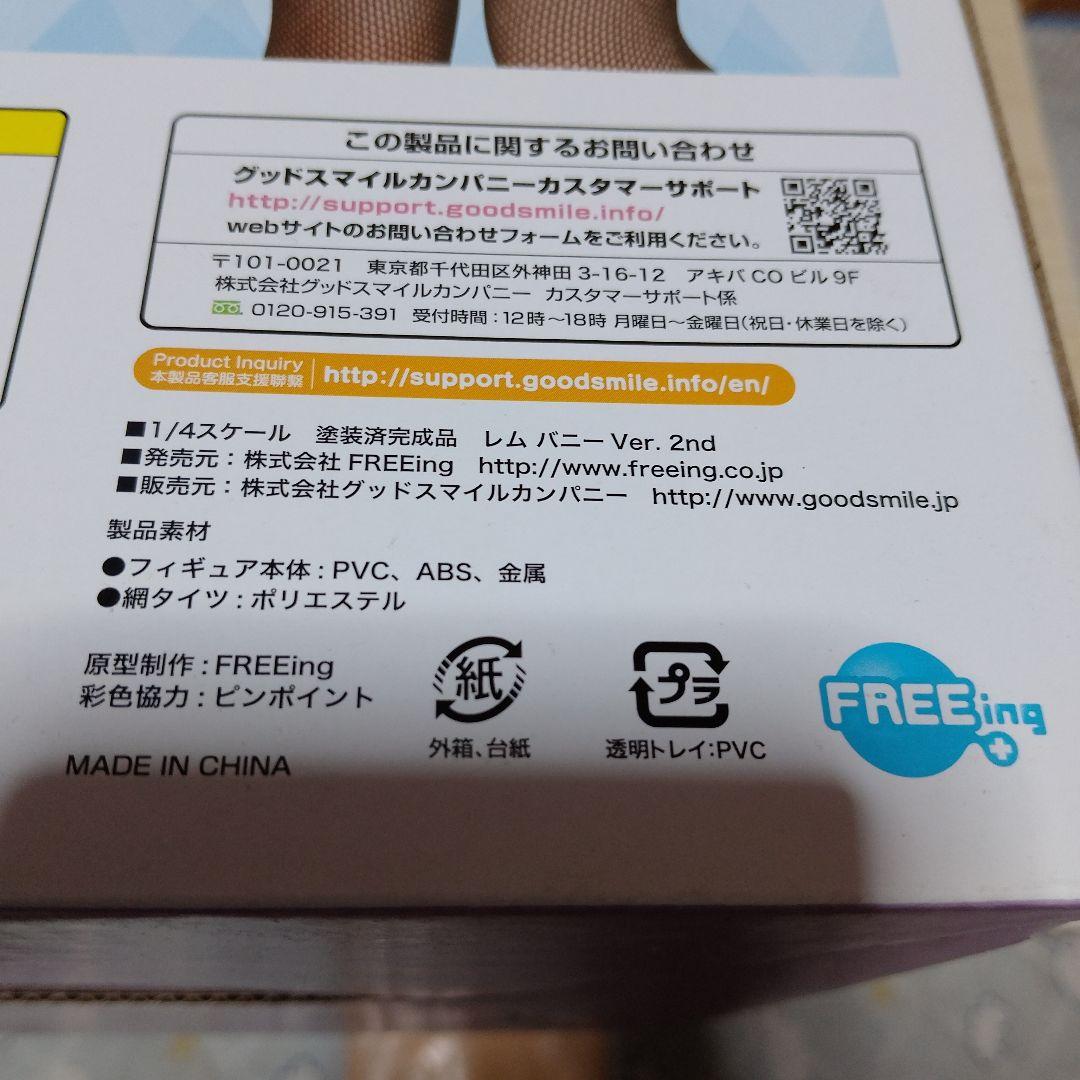 この製品に関するお問い合わせ
グッドスマイルカンパニーカスタマーサポート
http://support.goodsmile.info/
webサイトのお問い合わせフォームをご利用ください。
〒101-0021 東京都千代田区外神田3-16-12 アキバCOビル9F
株式会社グッドスマイルカンパニー カスタマーサポート係
0120-915-391 受付時間：12時～18時 月曜日～金曜日(祝日・休業日を除く)
Product Inquiry
本製品客服支援聯繫
http://support.goodsmile.info/en/
■1/4スケール 塗装済完成品 レム バニーVer. 2nd
■発売元：株式会社FREEing http://www.freeing.co.jp
■販売元：株式会社グッドスマイルカンパニー http://www.goodsmile.jp
製品素材
●フィギュア本体：PVC、ABS、金属
●網タイツ：ポリエステル
原型制作：FREEing
彩色協力：ピンポイント
MADE IN CHINA
紙
外箱、台紙
プラ
透明トレイ：PVC
FREEing